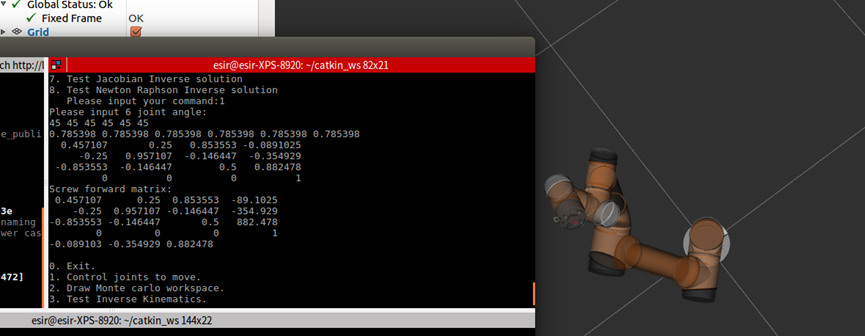 Global Status: Ok
Fixed Frame OK
Grid
esir@esir-XPS-8920: ~/catkin_ws 82x21
ch http://l
7. Test Jacobian Inverse solution
8. Test Newton Raphson Inverse solution
Please input your command:1
Please input 6 joint angle:
45 45 45 45 45 45
e_publi
0.785398 0.785398 0.785398 0.785398 0.785398 0.785398
0.457107 0.25 0.853553 -0.0891025
-0.25 0.957107 -0.146447 -0.354929
-0.853553 -0.146447 0.5 0.882478
0 0 0 1
Screw forward matrix:
0.457107 0.25 0.853553 -89.1025
3e
-0.25 0.957107 -0.146447 -354.929
naming
-0.853553 -0.146447 0.5 882.478
wer cas
0 0 0 1
-0.089103 -0.354929 0.882478
0. Exit.
472]
1. Control joints to move.
2. Draw Monte carlo workspace.
3. Test Inverse Kinematics.
esir@esir-XPS-8920: ~/catkin_ws 144x22